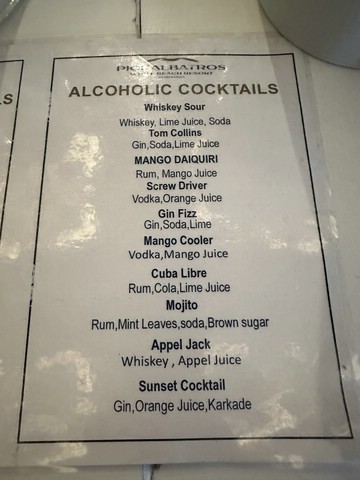 PICKALBATROS
WHITE BEACH RESORT
ALCOHOLIC COCKTAILS
Whiskey Sour
Whiskey, Lime Juice, Soda
Tom Collins
Gin,Soda,Lime Juice
MANGO DAIQUIRI
Rum, Mango Juice
Screw Driver
Vodka,Orange Juice
Gin Fizz
Gin,Soda,Lime
Mango Cooler
Vodka,Mango Juice
Cuba Libre
Rum,Cola,Lime Juice
Mojito
Rum,Mint Leaves,soda,Brown sugar
Appel Jack
Whiskey , Appel Juice
Sunset Cocktail
Gin,Orange Juice,Karkade